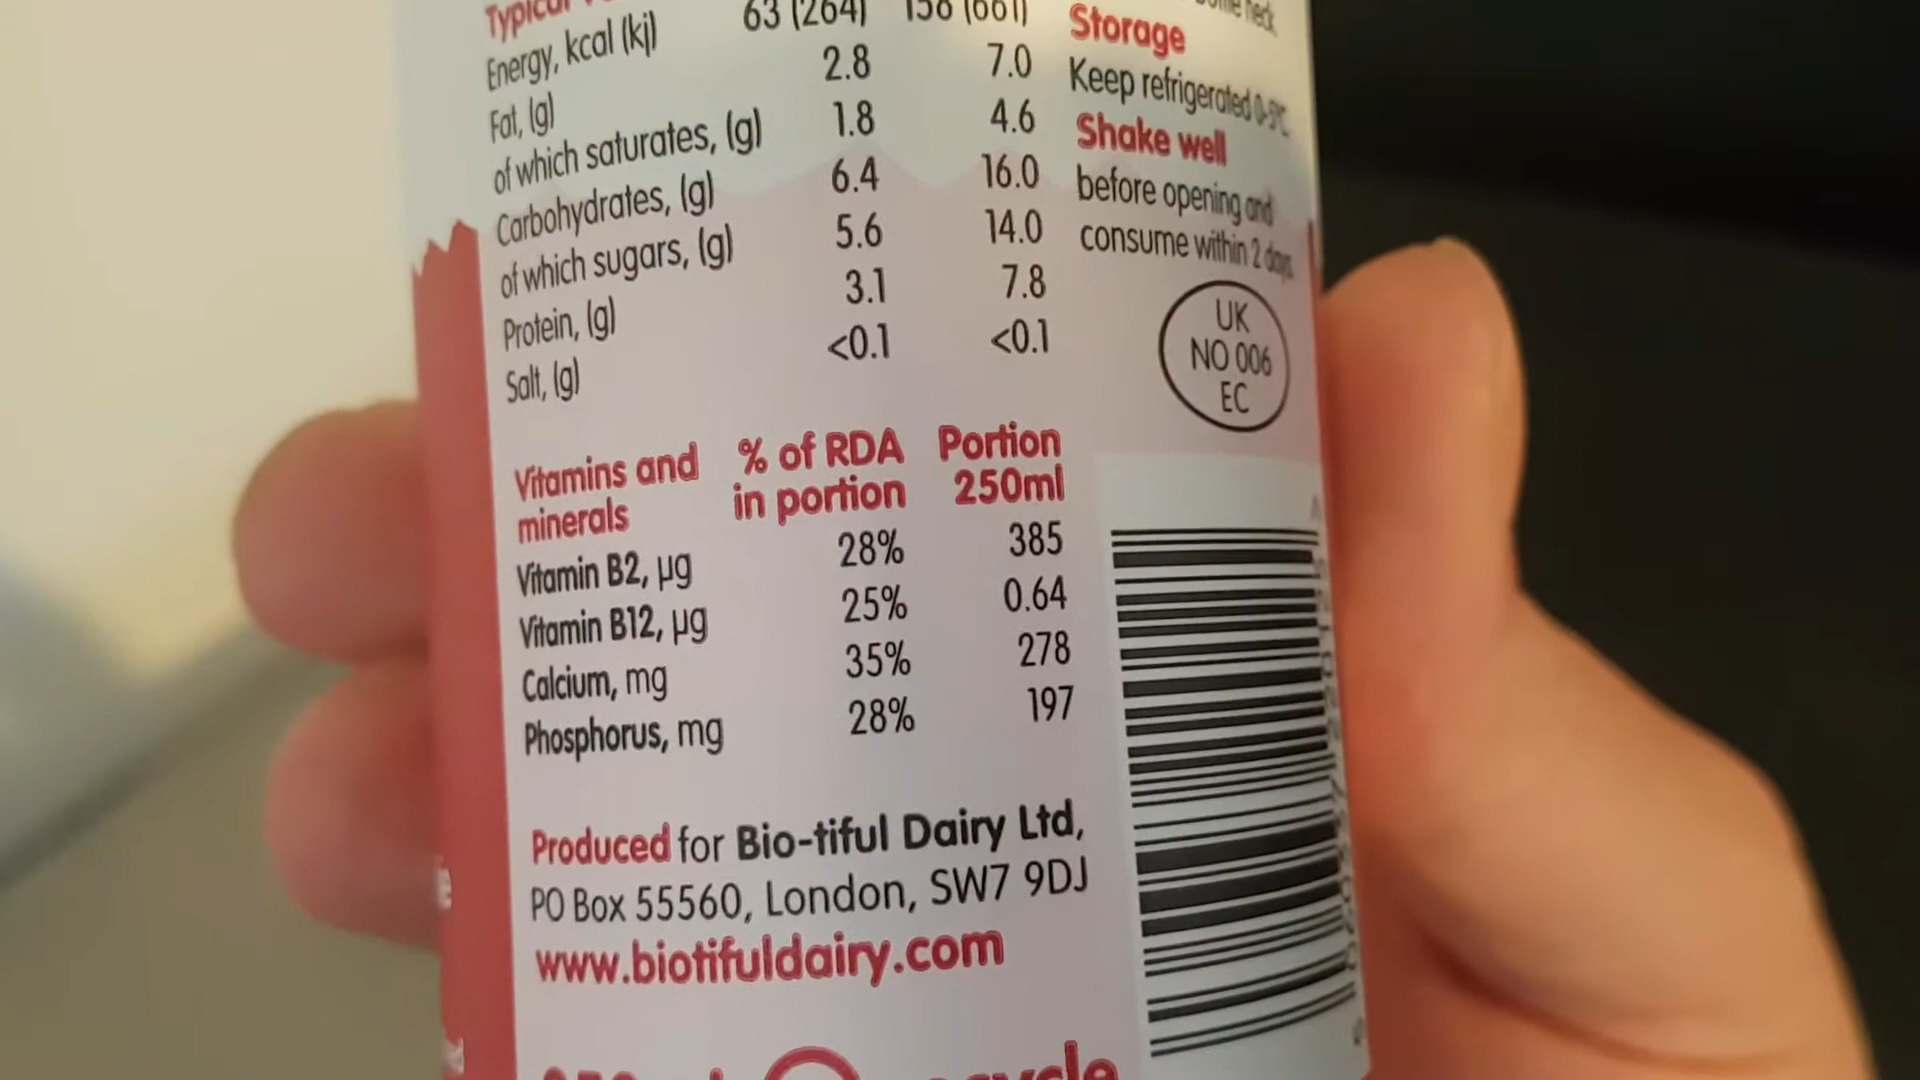 Typical
Energy, kcal (kj) 63 (264) 158 (661)
Fat, (g) 2.8 7.0
of which saturates, (g) 1.8 4.6
Carbohydrates, (g) 6.4 16.0
of which sugars, (g) 5.6 14.0
Protein, (g) 3.1 7.8
Salt, (g) <0.1 <0.1
Vitamins and minerals % of RDA in portion Portion 250ml
Vitamin B2, µg 28% 385
Vitamin B12, µg 25% 0.64
Calcium, mg 35% 278
Phosphorus, mg 28% 197
Produced for Bio-tiful Dairy Ltd,
PO Box 55560, London, SW7 9DJ
www.biotifuldairy.com
neck
Storage
Keep refrigerated 0-5°C
Shake well
before opening and
consume within 2 days
UK
NO 006
EC